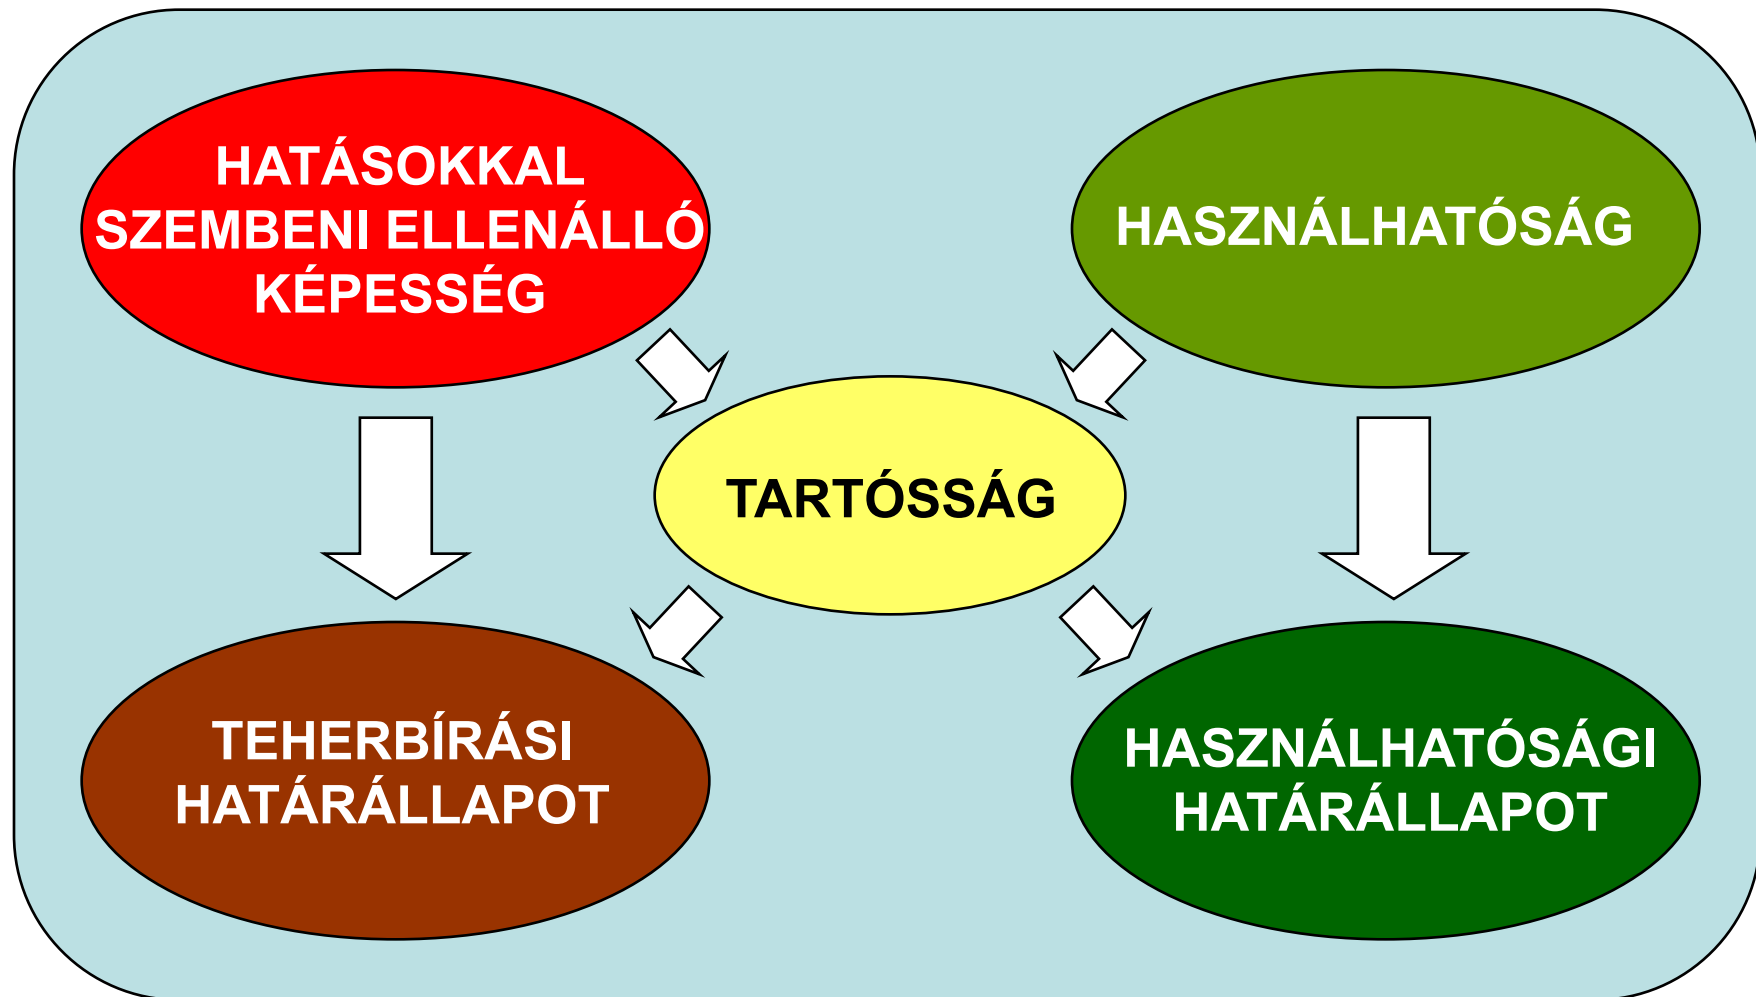 HATÁSOKKAL
SZEMBENI ELLENÁLLÓ
KÉPESSÉG
HASZNÁLHATÓSÁG
TARTÓSSÁG
TEHERBÍRÁSI
HATÁRÁLLAPOT
HASZNÁLHATÓSÁGI
HATÁRÁLLAPOT